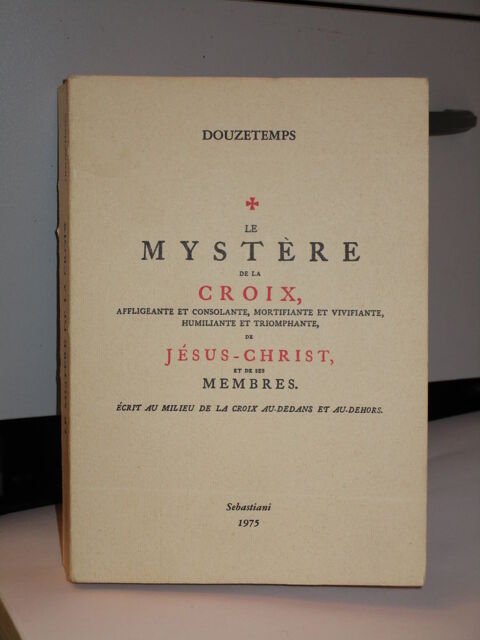 DOUZETEMPS
LE
MYSTÈRE
DE LA
CROIX,
AFFLIGEANTE ET CONSOLANTE, MORTIFIANTE ET VIVIFIANTE,
HUMILIANTE ET TRIOMPHANTE,
DE
JÉSUS-CHRIST,
ET DE SES
MEMBRES.
ÉCRIT AU MILIEU DE LA CROIX AU-DEDANS ET AU-DEHORS.
Sebastiani
1975